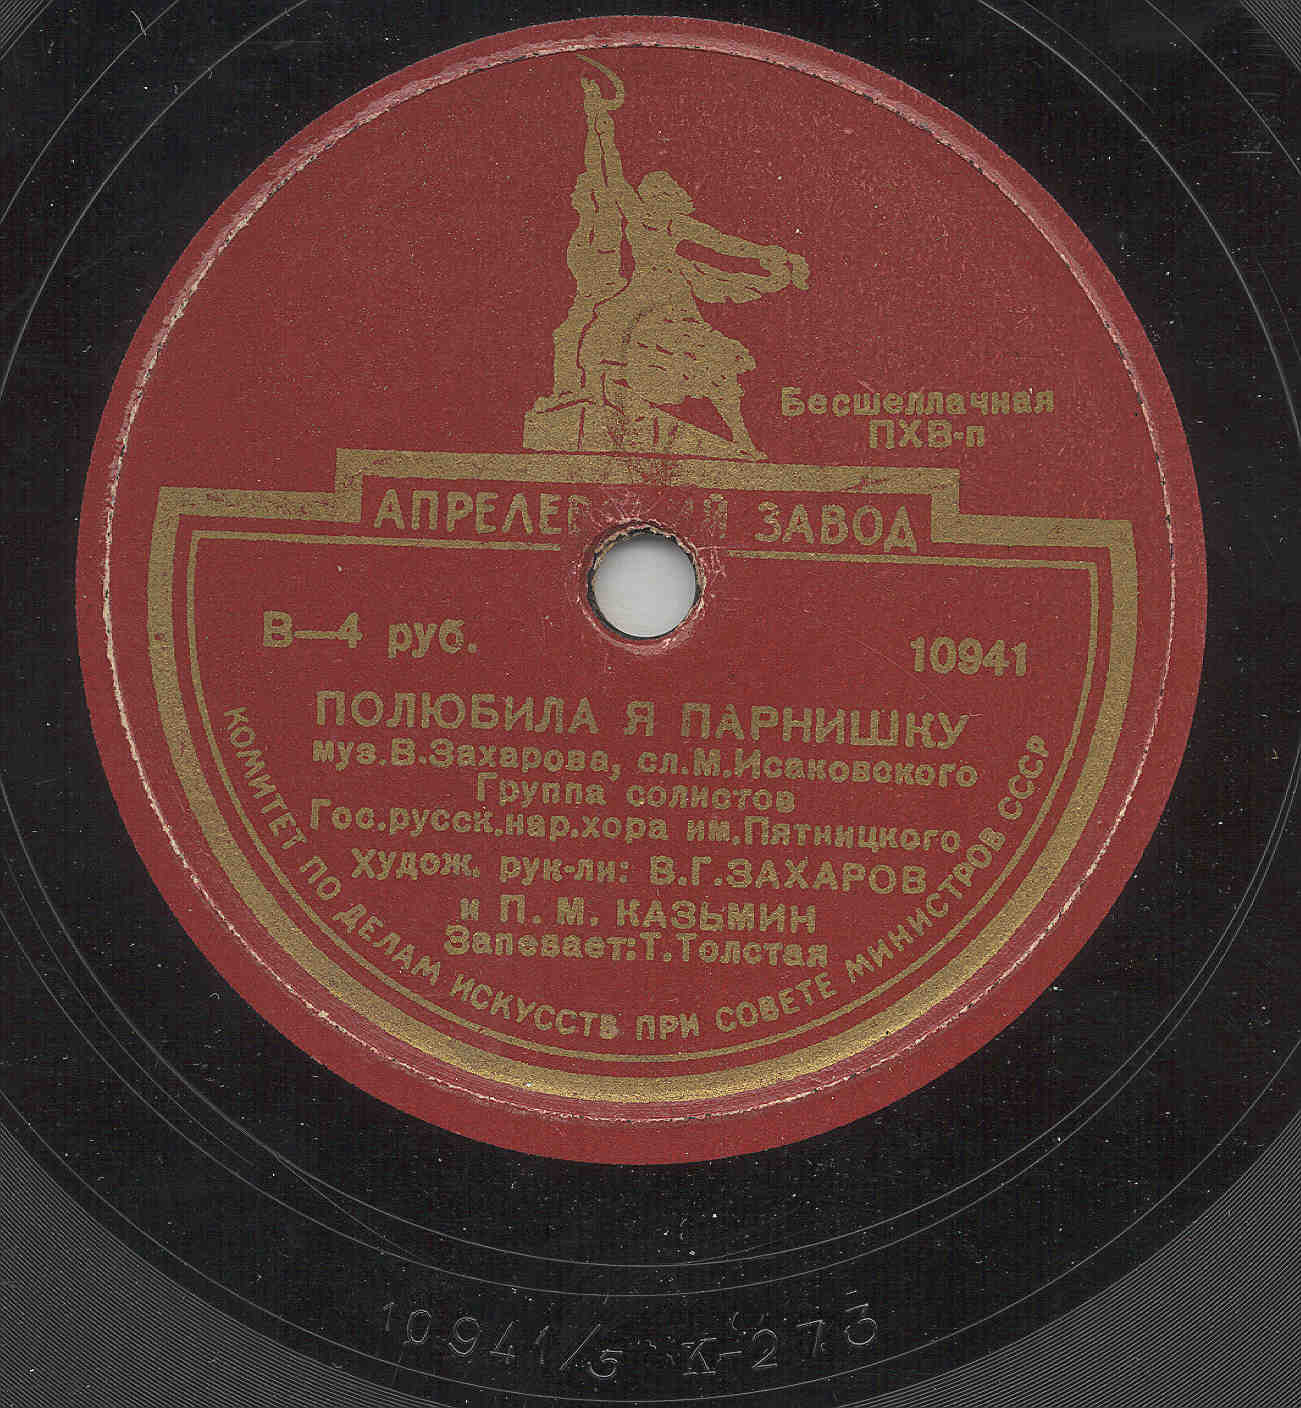 Бесшеллачная
ПХВ-п
АПРЕЛЕВСКИЙ ЗАВОД
В—4 руб.
10941
ПОЛЮБИЛА Я ПАРНИШКУ
муз.В.Захарова, сл.М.Исаковского
Группа солистов
Гос.русск.нар.хора им.Пятницкого
Худож. рук-ли: В.Г.ЗАХАРОВ
и П. М. КАЗЬМИН
Запевает:Т.Толстая
КОМИТЕТ ПО ДЕЛАМ ИСКУССТВ ПРИ СОВЕТЕ МИНИСТРОВ СССР
10941/5 К-273